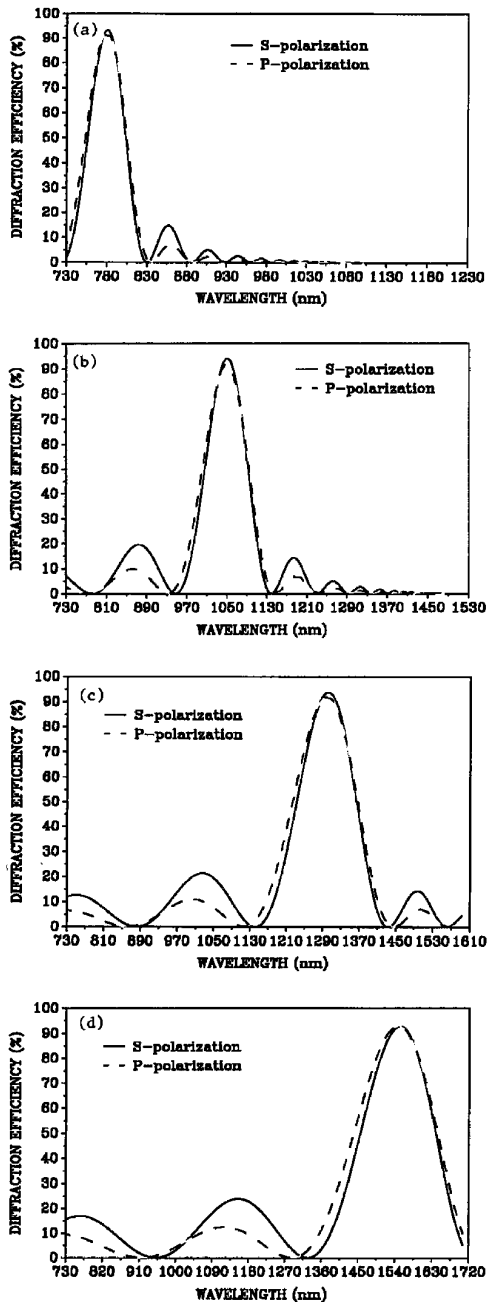 (a)
S-polarization
P-polarization
DIFFRACTION EFFICIENCY (%)
100
90
80
70
60
50
40
30
20
10
0
730 780 830 880 930 980 1030 1080 1130 1180 1230
WAVELENGTH (nm)
(b)
S-polarization
P-polarization
DIFFRACTION EFFICIENCY (%)
100
90
80
70
60
50
40
30
20
10
0
730 810 890 970 1050 1130 1210 1290 1370 1450 1530
WAVELENGTH (nm)
(c)
S-polarization
P-polarization
DIFFRACTION EFFICIENCY (%)
100
90
80
70
60
50
40
30
20
10
0
730 810 890 970 1050 1130 1210 1290 1370 1450 1530 1610
WAVELENGTH (nm)
(d)
S-polarization
P-polarization
DIFFRACTION EFFICIENCY (%)
100
90
80
70
60
50
40
30
20
10
0
730 820 910 1000 1090 1180 1270 1360 1450 1540 1630 1720
WAVELENGTH (nm)